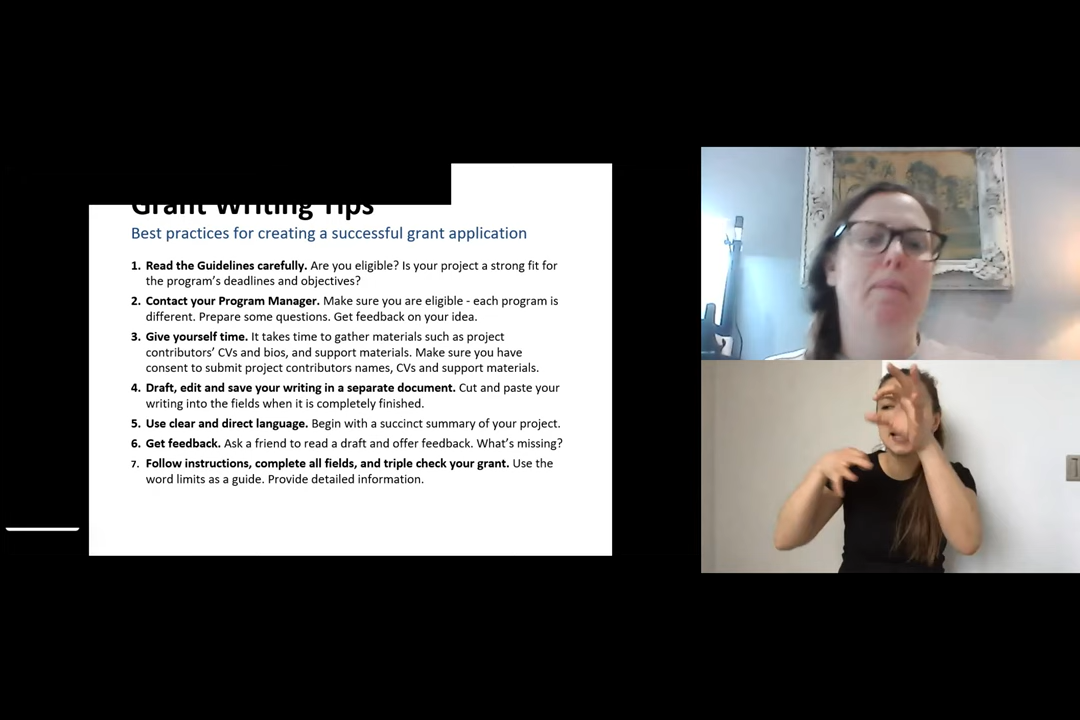 Grant Writing Tips
Best practices for creating a successful grant application
1. Read the Guidelines carefully. Are you eligible? Is your project a strong fit for
the program's deadlines and objectives?
2. Contact your Program Manager. Make sure you are eligible - each program is
different. Prepare some questions. Get feedback on your idea.
3. Give yourself time. It takes time to gather materials such as project
contributors' CVs and bios, and support materials. Make sure you have
consent to submit project contributors names, CVs and support materials.
4. Draft, edit and save your writing in a separate document. Cut and paste your
writing into the fields when it is completely finished.
5. Use clear and direct language. Begin with a succinct summary of your project.
6. Get feedback. Ask a friend to read a draft and offer feedback. What's missing?
7. Follow instructions, complete all fields, and triple check your grant. Use the
word limits as a guide. Provide detailed information.